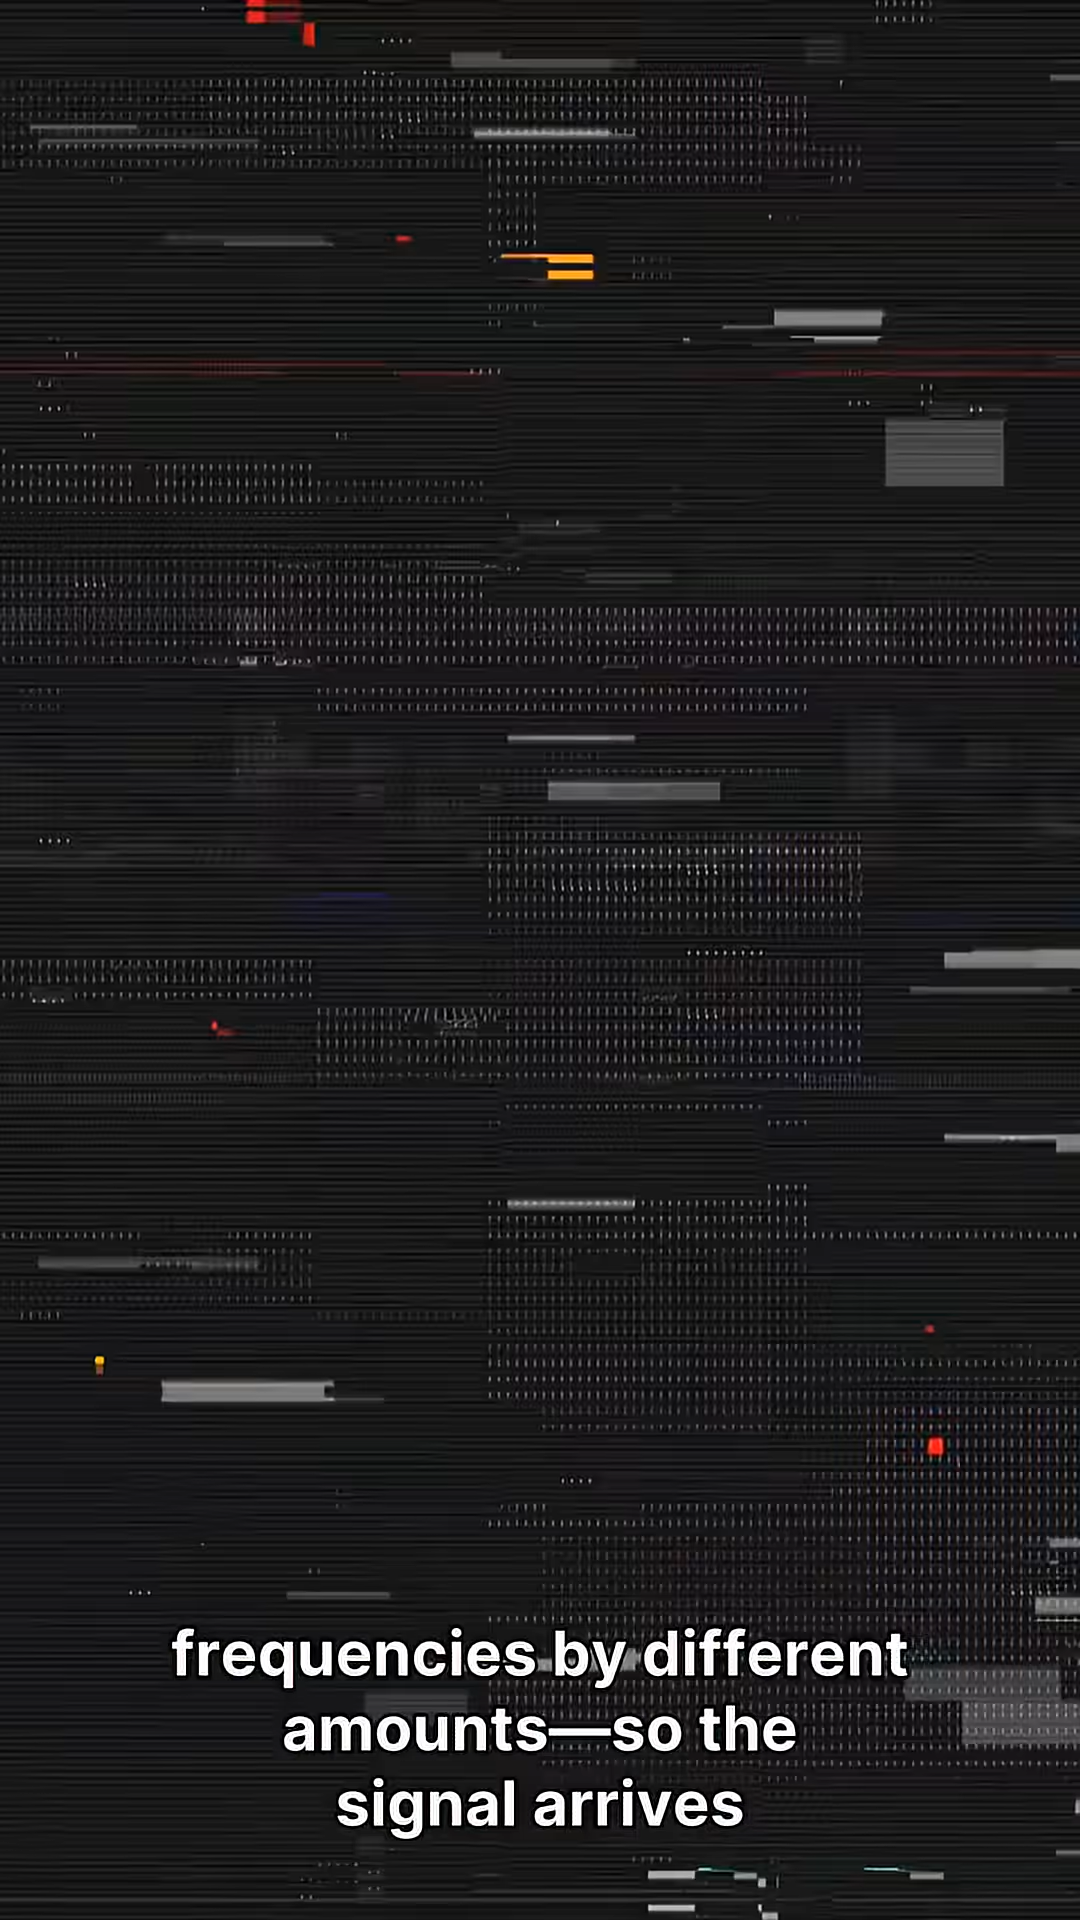 frequencies by different
amounts—so the
signal arrives